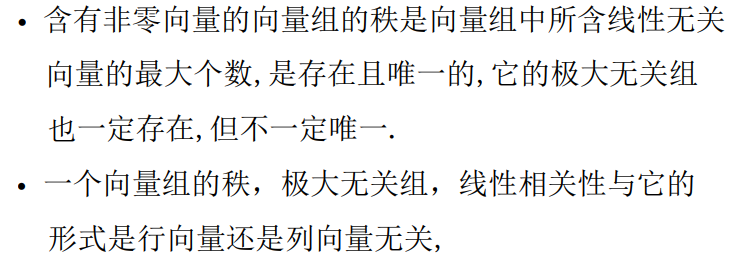 • 含有非零向量的向量组的秩是向量组中所含线性无关
向量的最大个数,是存在且唯一的,它的极大无关组
也一定存在,但不一定唯一.
• 一个向量组的秩，极大无关组，线性相关性与它的
形式是行向量还是列向量无关,